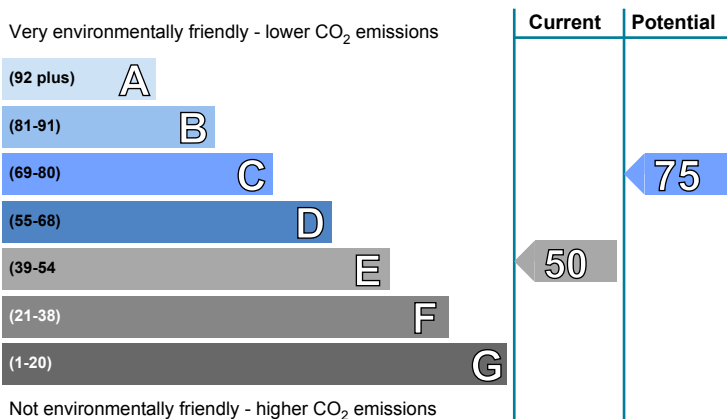 Very environmentally friendly - lower CO2 emissions
Current
Potential
(92 plus) A
(81-91) B
(69-80) C
75
(55-68) D
(39-54 E
50
(21-38) F
(1-20) G
Not environmentally friendly - higher CO2 emissions